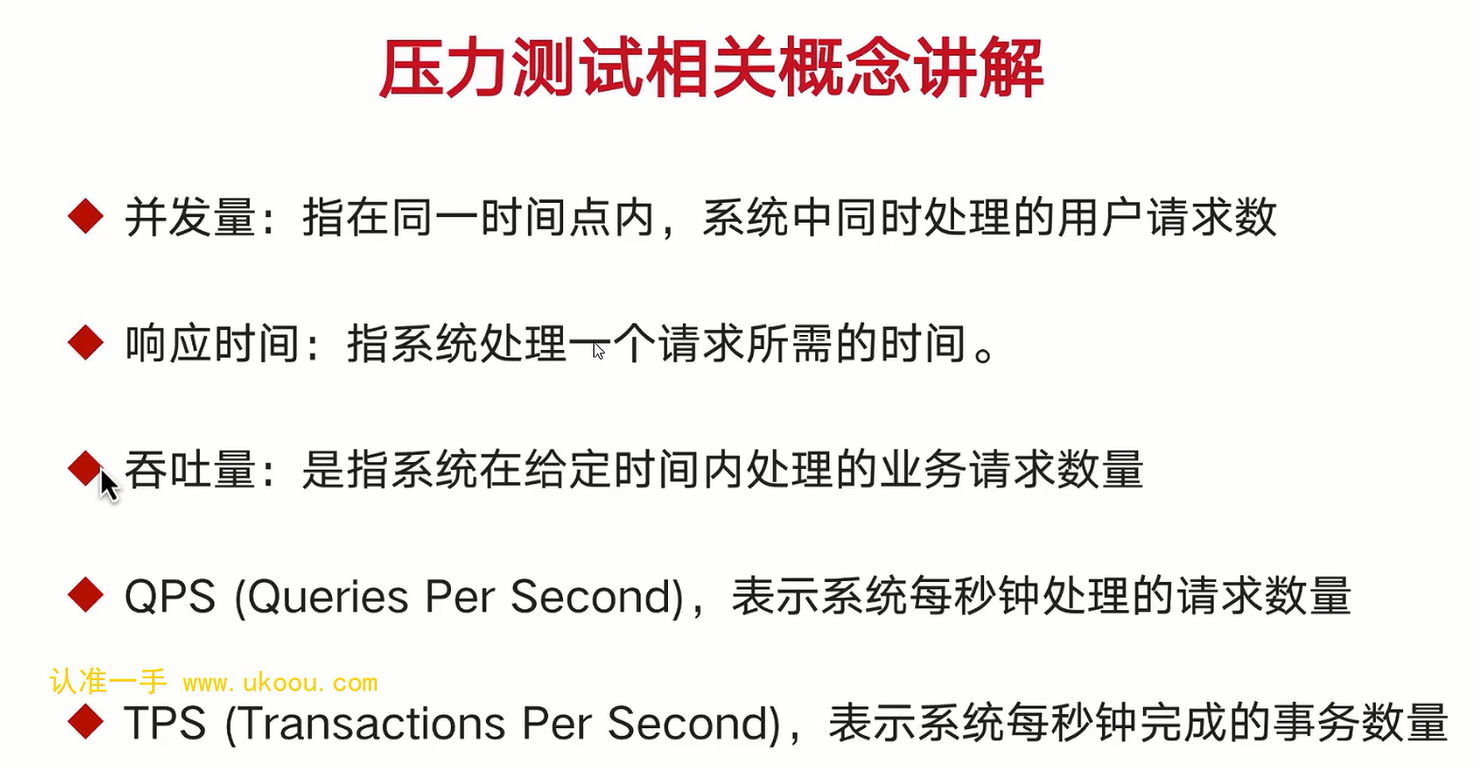 压力测试相关概念讲解
并发量：指在同一时间点内，系统中同时处理的用户请求数
响应时间：指系统处理一个请求所需的时间。
吞吐量：是指系统在给定时间内处理的业务请求数量
QPS (Queries Per Second)，表示系统每秒钟处理的请求数量
认准一手 www.ukoou.com
TPS (Transactions Per Second)，表示系统每秒钟完成的事务数量